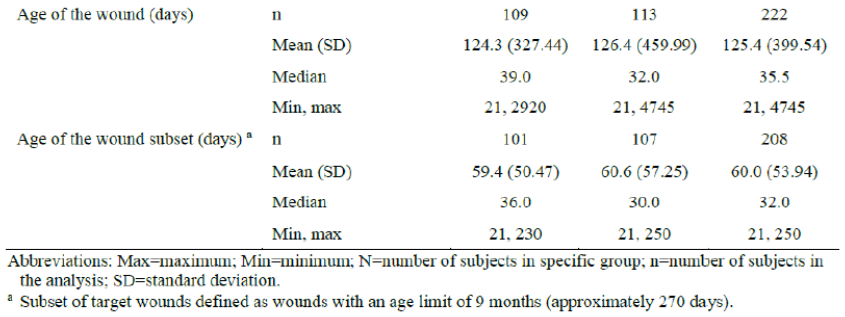 Age of the wound (days) n 109 113 222
Mean (SD) 124.3 (327.44) 126.4 (459.99) 125.4 (399.54)
Median 39.0 32.0 35.5
Min, max 21, 2920 21, 4745 21, 4745
Age of the wound subset (days) a n 101 107 208
Mean (SD) 59.4 (50.47) 60.6 (57.25) 60.0 (53.94)
Median 36.0 30.0 32.0
Min, max 21, 230 21, 250 21, 250
Abbreviations: Max=maximum; Min=minimum; N=number of subjects in specific group; n=number of subjects in
the analysis; SD=standard deviation.
a Subset of target wounds defined as wounds with an age limit of 9 months (approximately 270 days).